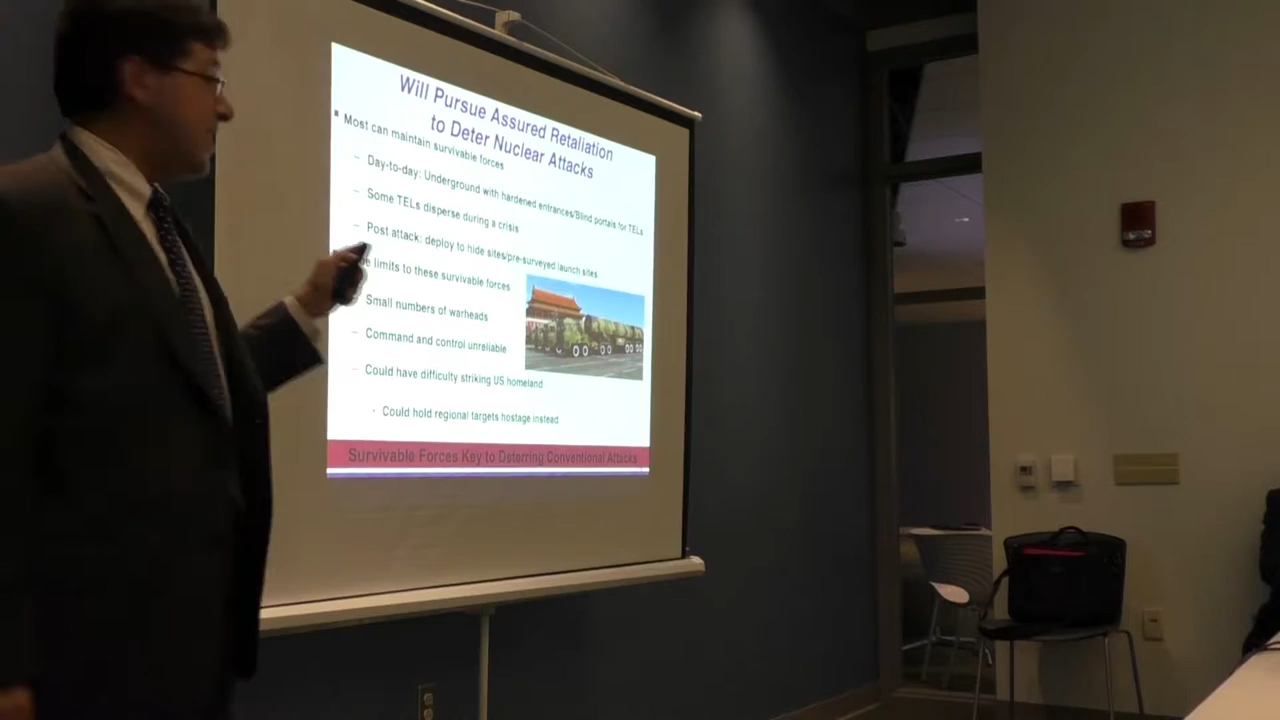 Will Pursue Assured Retaliation
to Deter Nuclear Attacks
▪ Most can maintain survivable forces
– Day-to-day: Underground with hardened entrances/Blind portals for TELs
– Some TELs disperse during a crisis
– Post attack: deploy to hide sites/pre-surveyed launch sites
limits to these survivable forces
Small numbers of warheads
– Command and control unreliable
– Could have difficulty striking US homeland
· Could hold regional targets hostage instead
Survivable Forces Key to Deterring Conventional Attacks